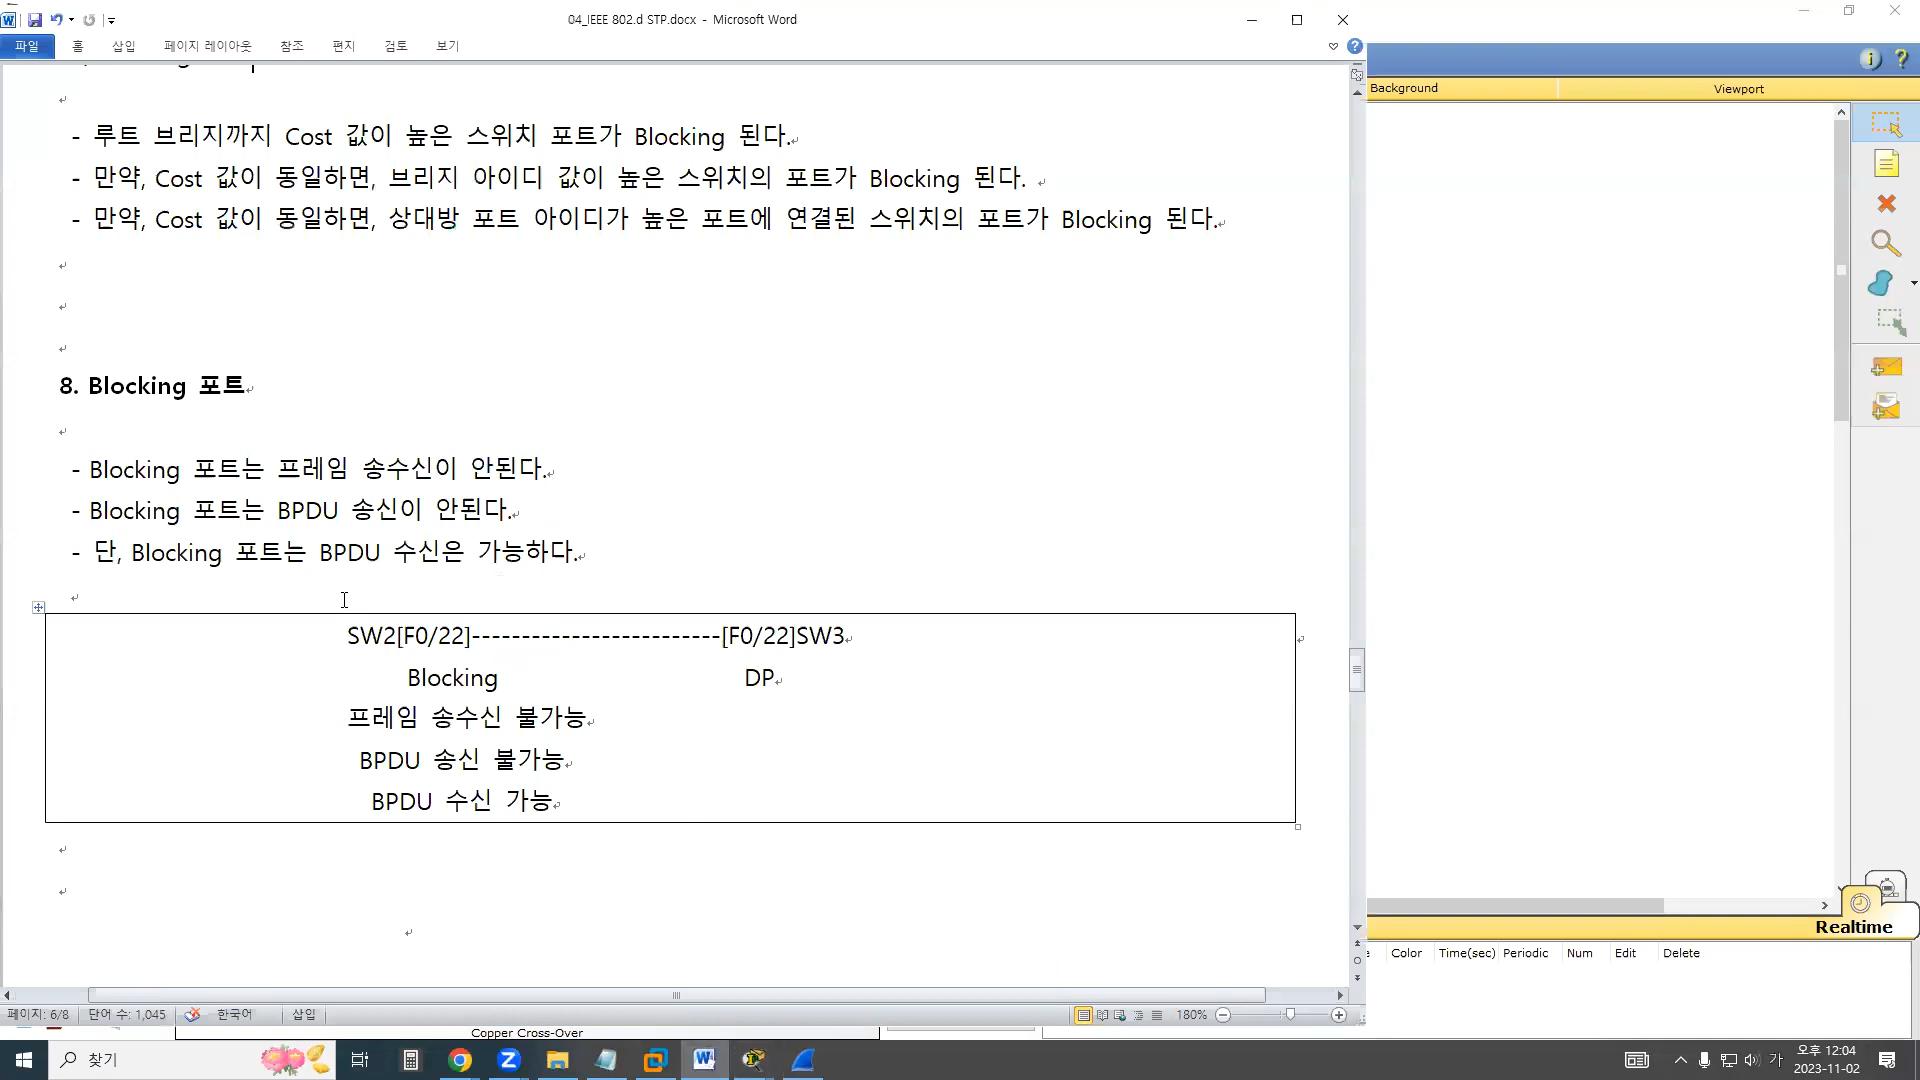 04_IEEE 802.d STP.docx - Microsoft Word
파일 홈 삽입 페이지 레이아웃 참조 편지 검토 보기
Background Viewport
- 루트 브리지까지 Cost 값이 높은 스위치 포트가 Blocking 된다.
- 만약, Cost 값이 동일하면, 브리지 아이디 값이 높은 스위치의 포트가 Blocking 된다.
- 만약, Cost 값이 동일하면, 상대방 포트 아이디가 높은 포트에 연결된 스위치의 포트가 Blocking 된다.
8. Blocking 포트
- Blocking 포트는 프레임 송수신이 안된다.
- Blocking 포트는 BPDU 송신이 안된다.
- 단, Blocking 포트는 BPDU 수신은 가능하다.
SW2[F0/22]-------------------------[F0/22]SW3
Blocking DP
프레임 송수신 불가능
BPDU 송신 불가능
BPDU 수신 가능
Realtime
Color Time(sec) Periodic Num Edit Delete
페이지: 6/8 단어 수: 1,045 한국어 삽입 180%
Copper Cross-Over
찾기
가 오후 12:04
2023-11-02